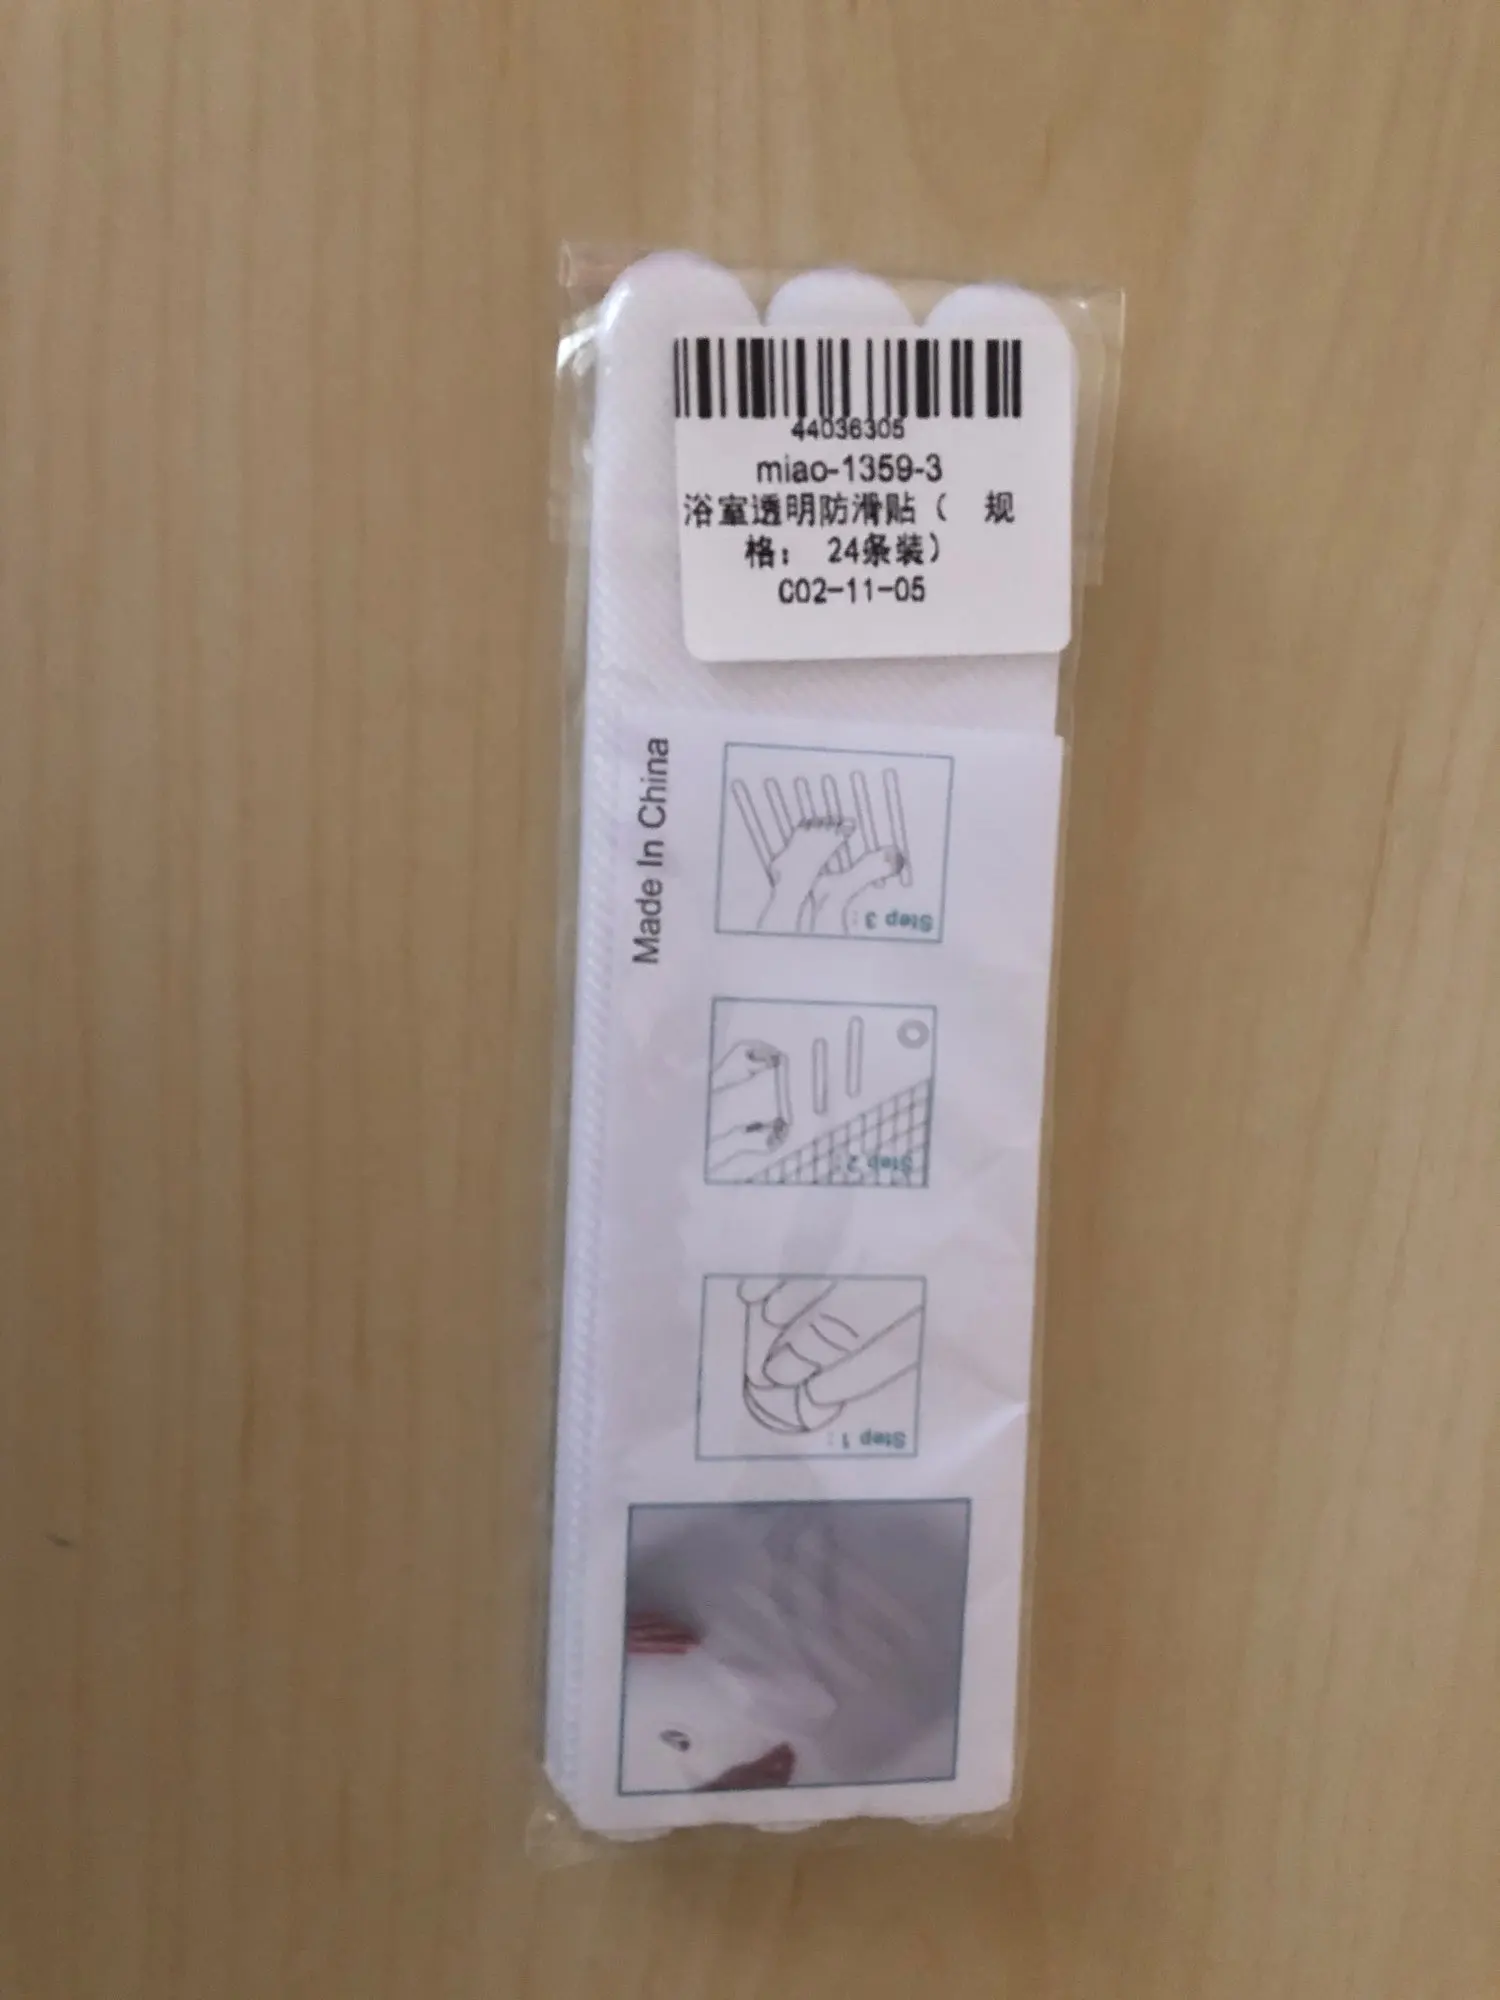 44036305
miao-1359-3
浴室透明防滑贴（ 规
格： 24条装）
C02-11-05
Made In China
Step 3:
Step 2:
Step 1: